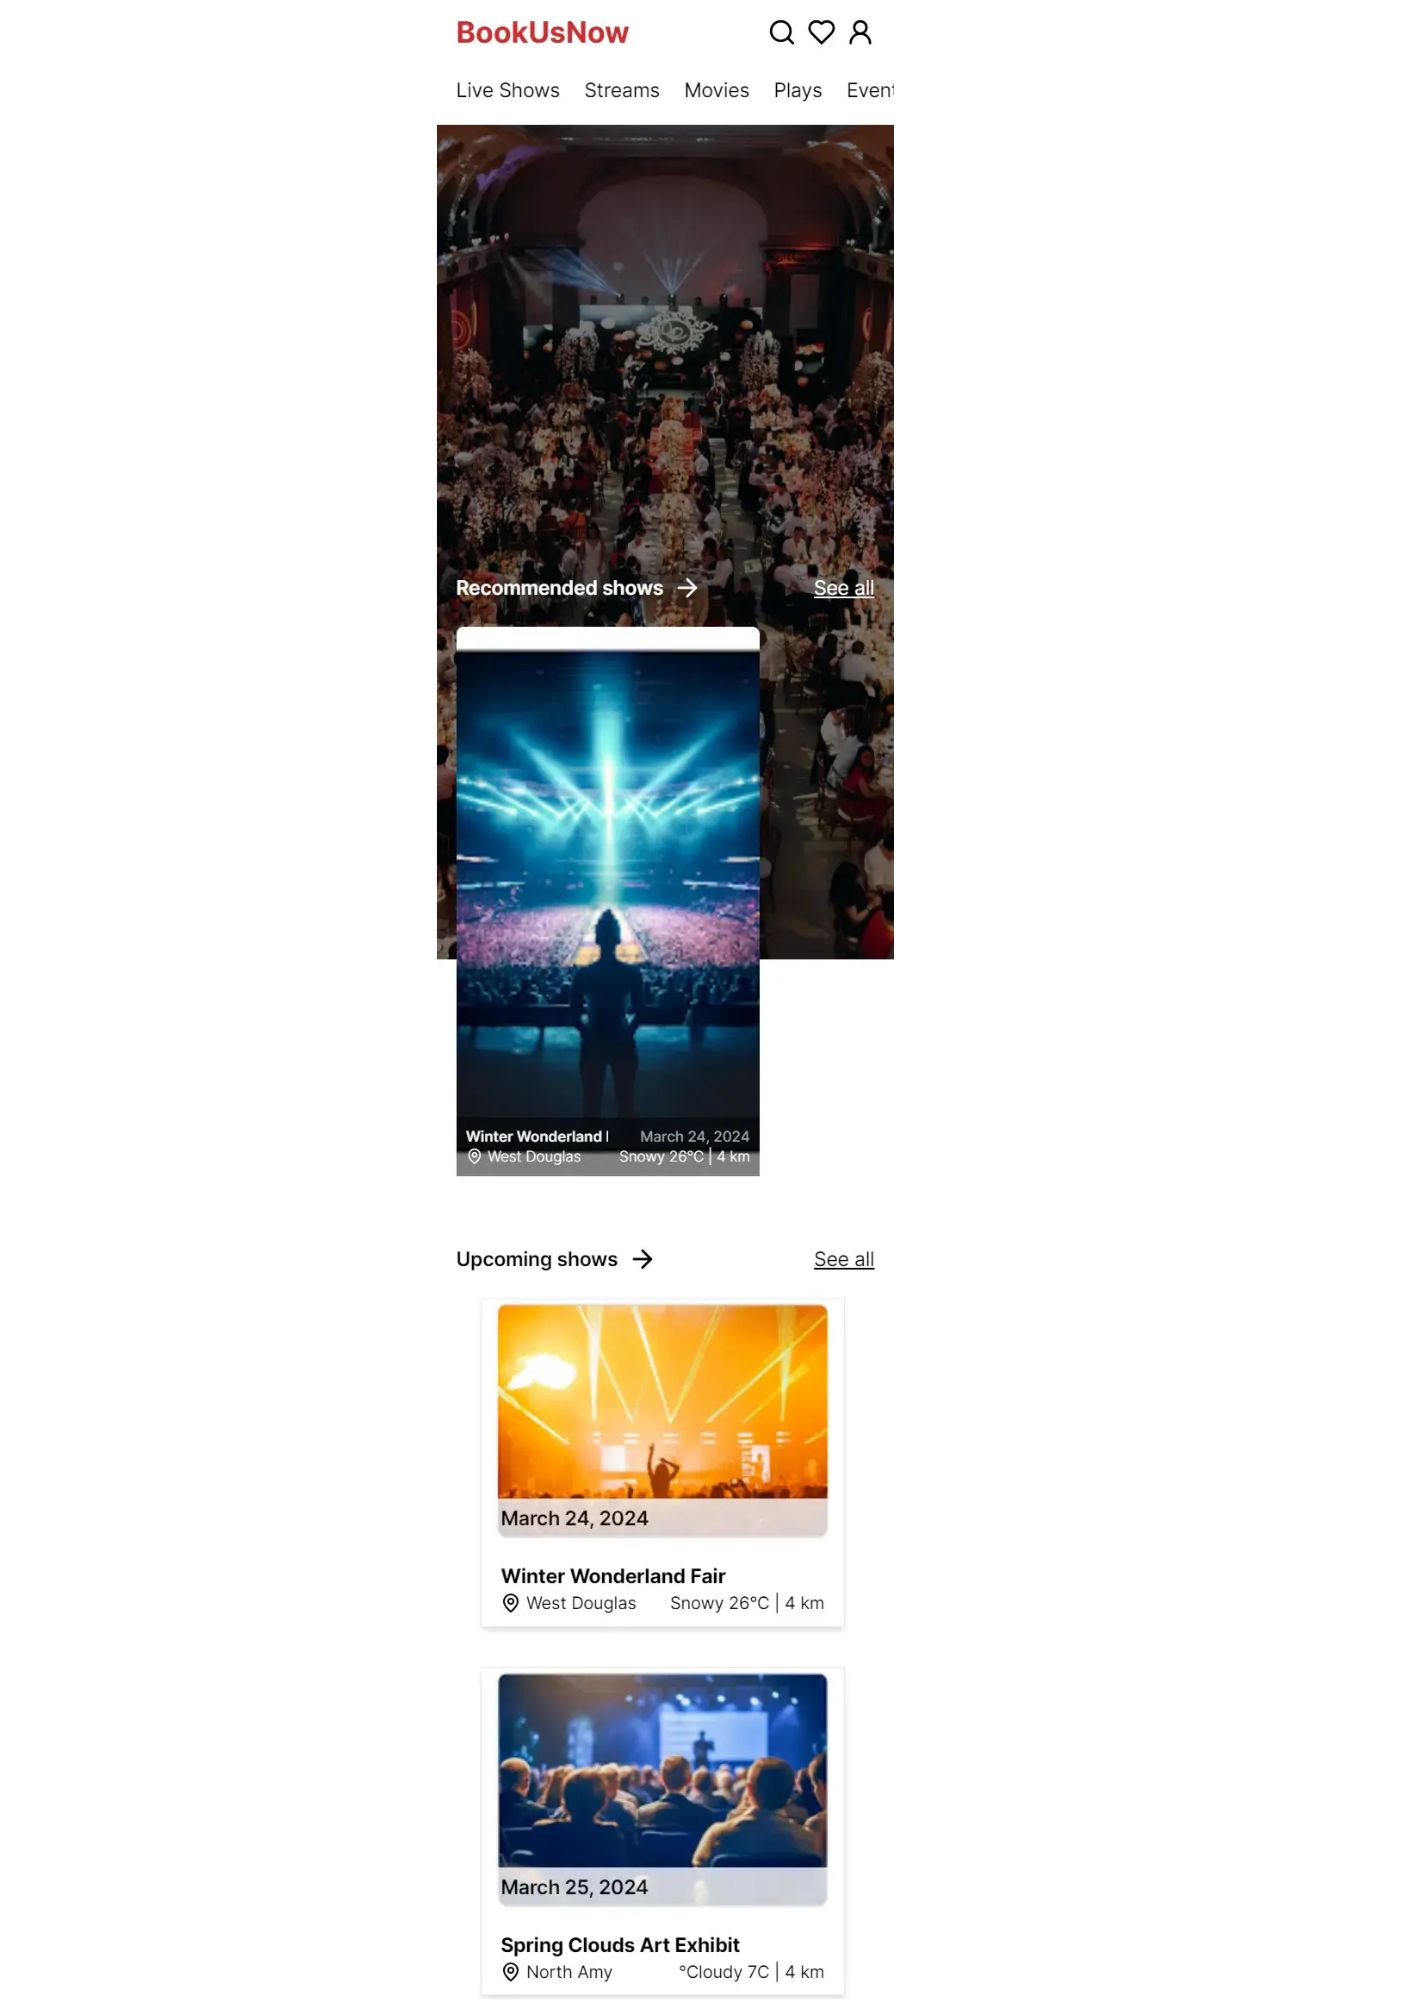 BookUsNow
Live Shows Streams Movies Plays Event
Recommended shows See all
Winter Wonderland March 24, 2024
West Douglas Snowy 26°C | 4 km
Upcoming shows See all
March 24, 2024
Winter Wonderland Fair
West Douglas Snowy 26°C | 4 km
March 25, 2024
Spring Clouds Art Exhibit
North Amy °Cloudy 7C | 4 km